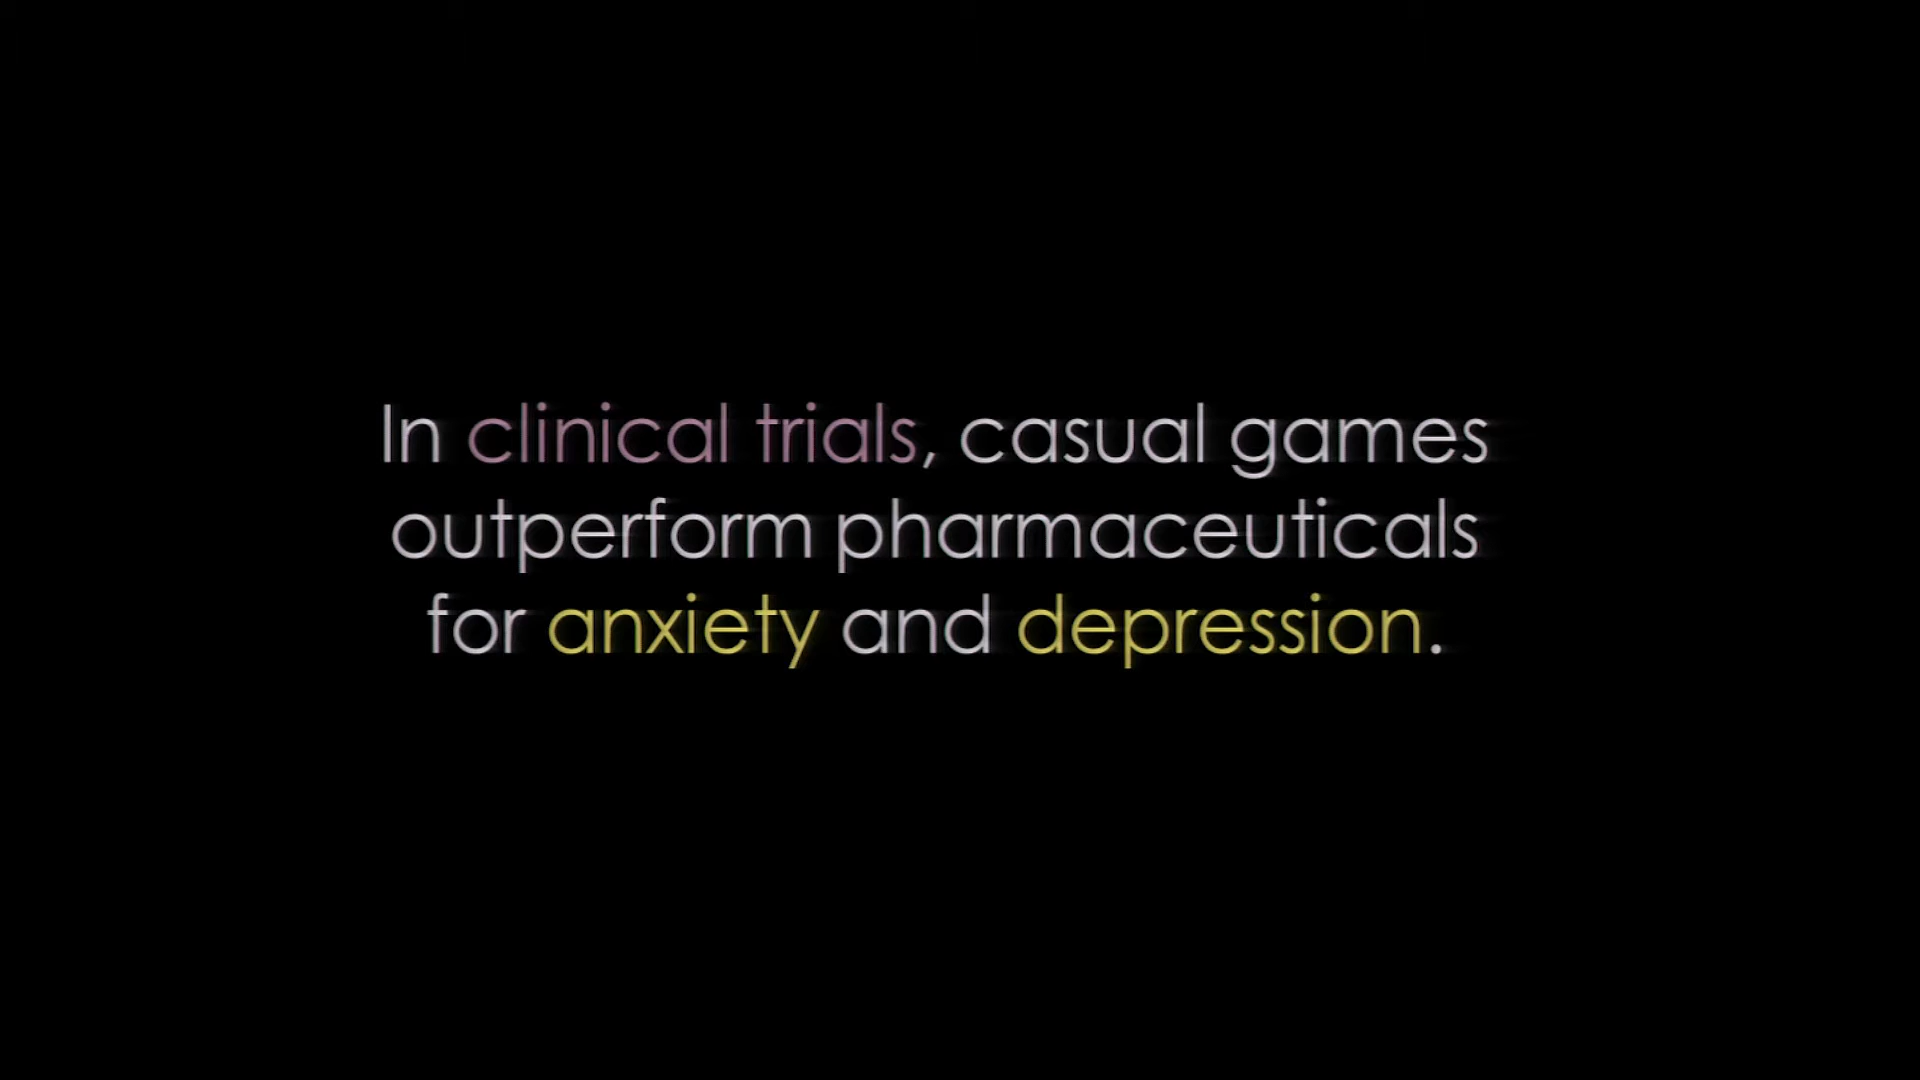 In clinical trials, casual games
outperform pharmaceuticals
for anxiety and depression.